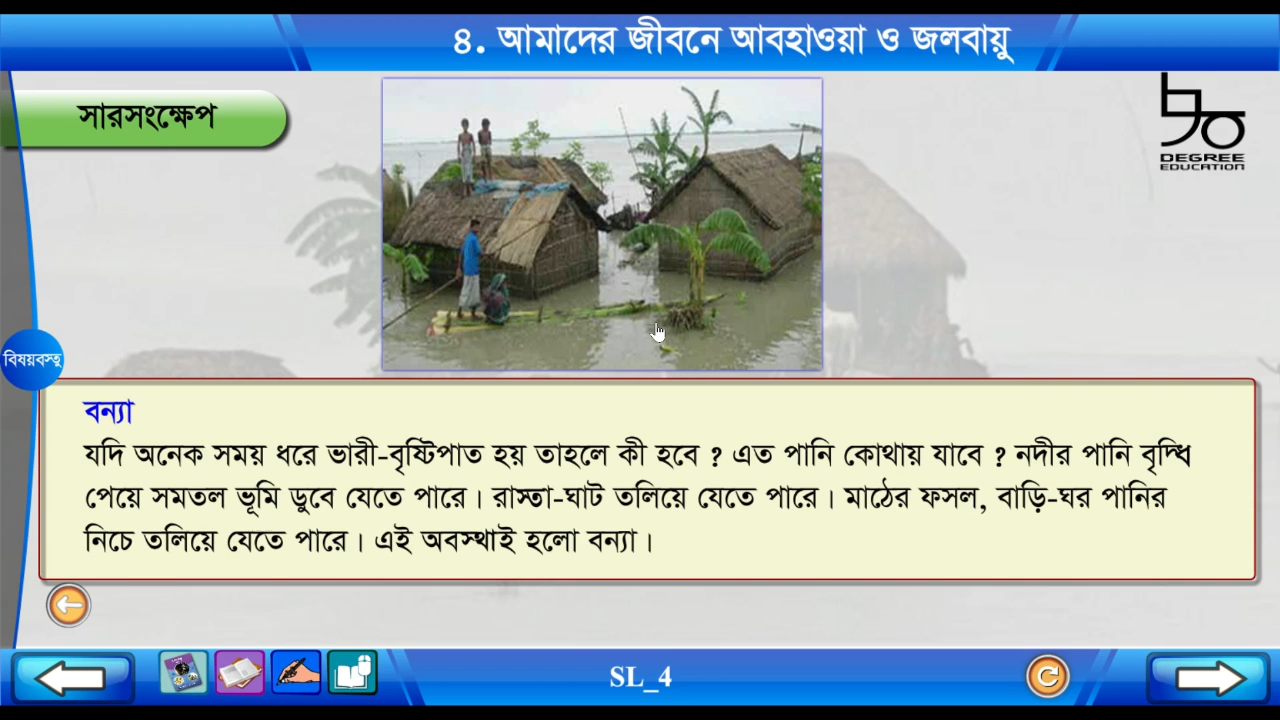 ৪. আমাদের জীবনে আবহাওয়া ও জলবায়ু
সারসংক্ষেপ
DEGREE
EDUCATION
বিষয়বস্তু
বন্যা
যদি অনেক সময় ধরে ভারী-বৃষ্টিপাত হয় তাহলে কী হবে ? এত পানি কোথায় যাবে ? নদীর পানি বৃদ্ধি
পেয়ে সমতল ভূমি ডুবে যেতে পারে। রাস্তা-ঘাট তলিয়ে যেতে পারে। মাঠের ফসল, বাড়ি-ঘর পানির
নিচে তলিয়ে যেতে পারে। এই অবস্থাই হলো বন্যা।
SL_4